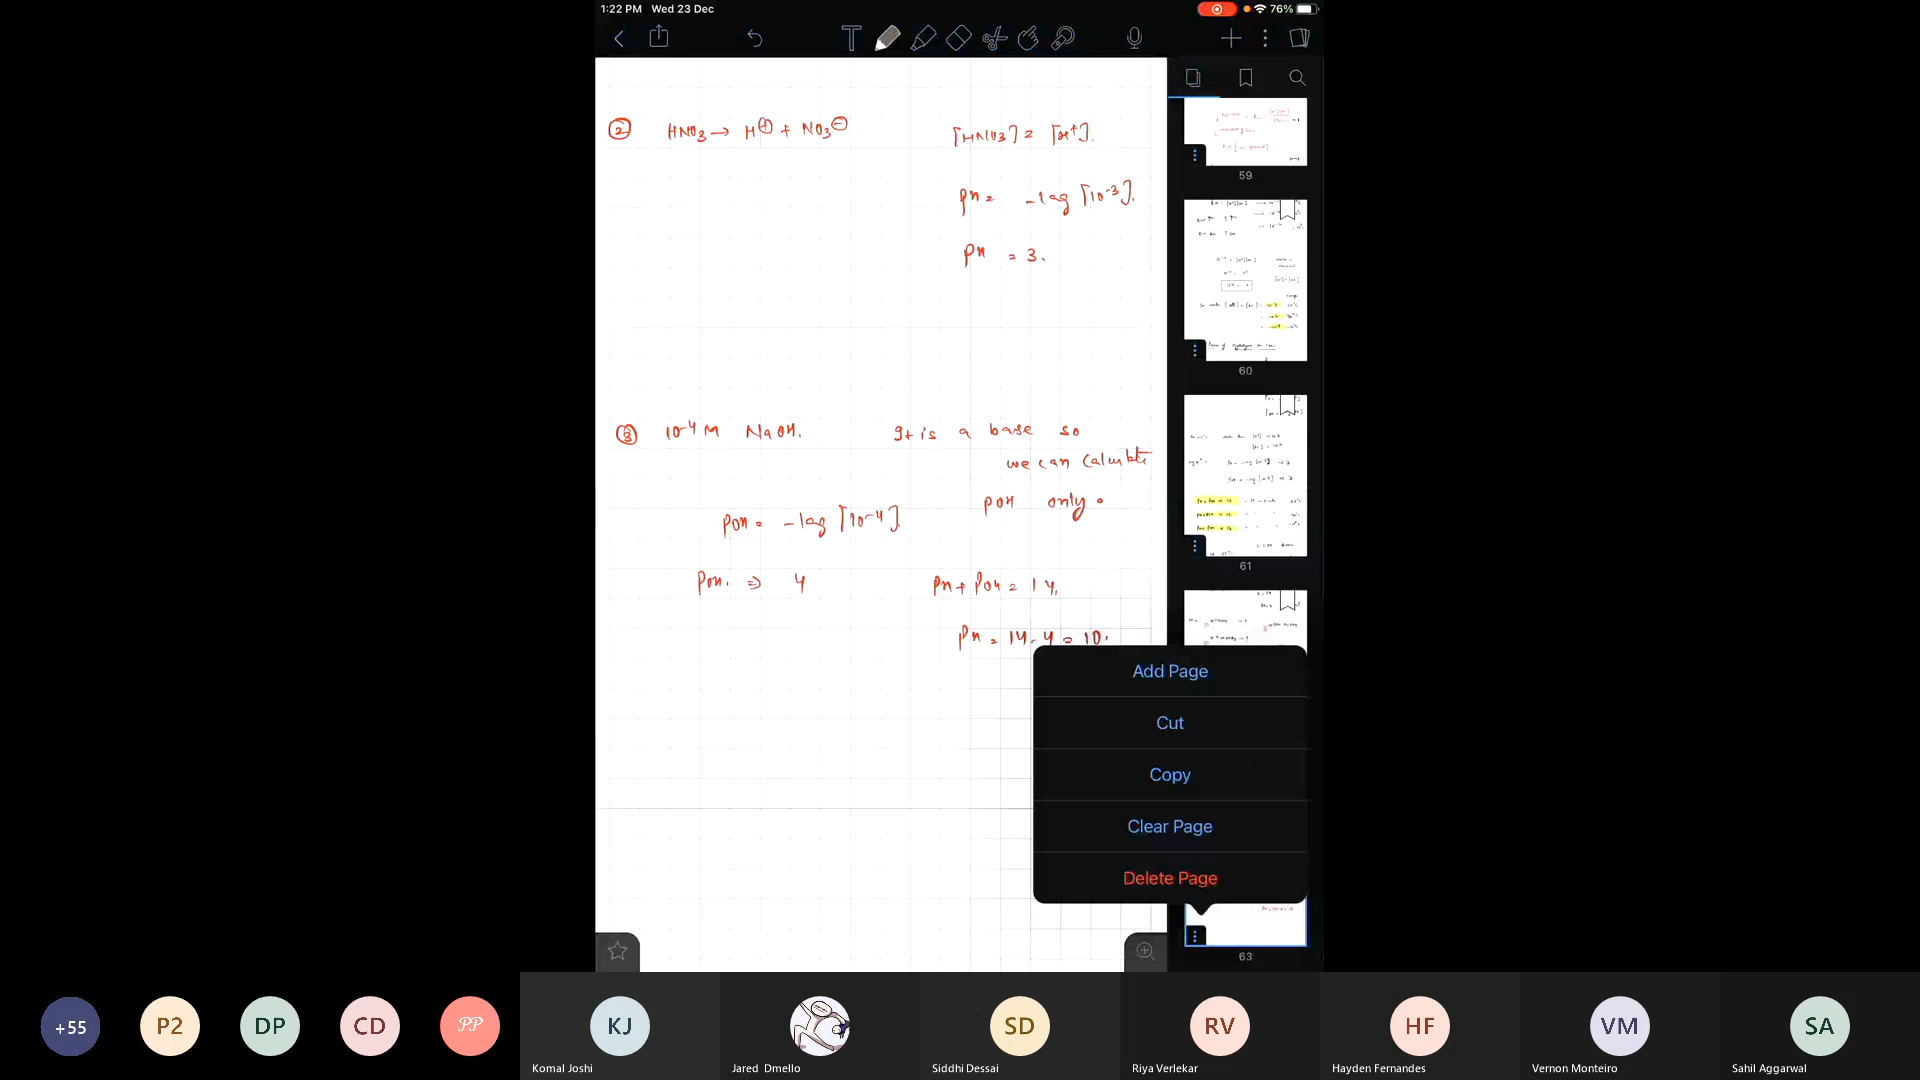 1:22 PM Wed 23 Dec
76%
② HNO3 → H⊕ + NO3⊖
[HNO3] = [H+].
pH = -log [10-3].
pH = 3.
③ 10-4 M NaOH.
It is a base so
we can calculate
pOH only.
pOH = -log [10-4]
pOH. ⇒ 4
pH + pOH = 14.
pH = 14-4 = 10.
59
60
61
Add Page
Cut
Copy
Clear Page
Delete Page
63
+55
P2
DP
CD
PP
KJ
SD
RV
HF
VM
SA
Komal Joshi
Jared Dmello
Siddhi Dessai
Riya Verlekar
Hayden Fernandes
Vernon Monteiro
Sahil Aggarwal